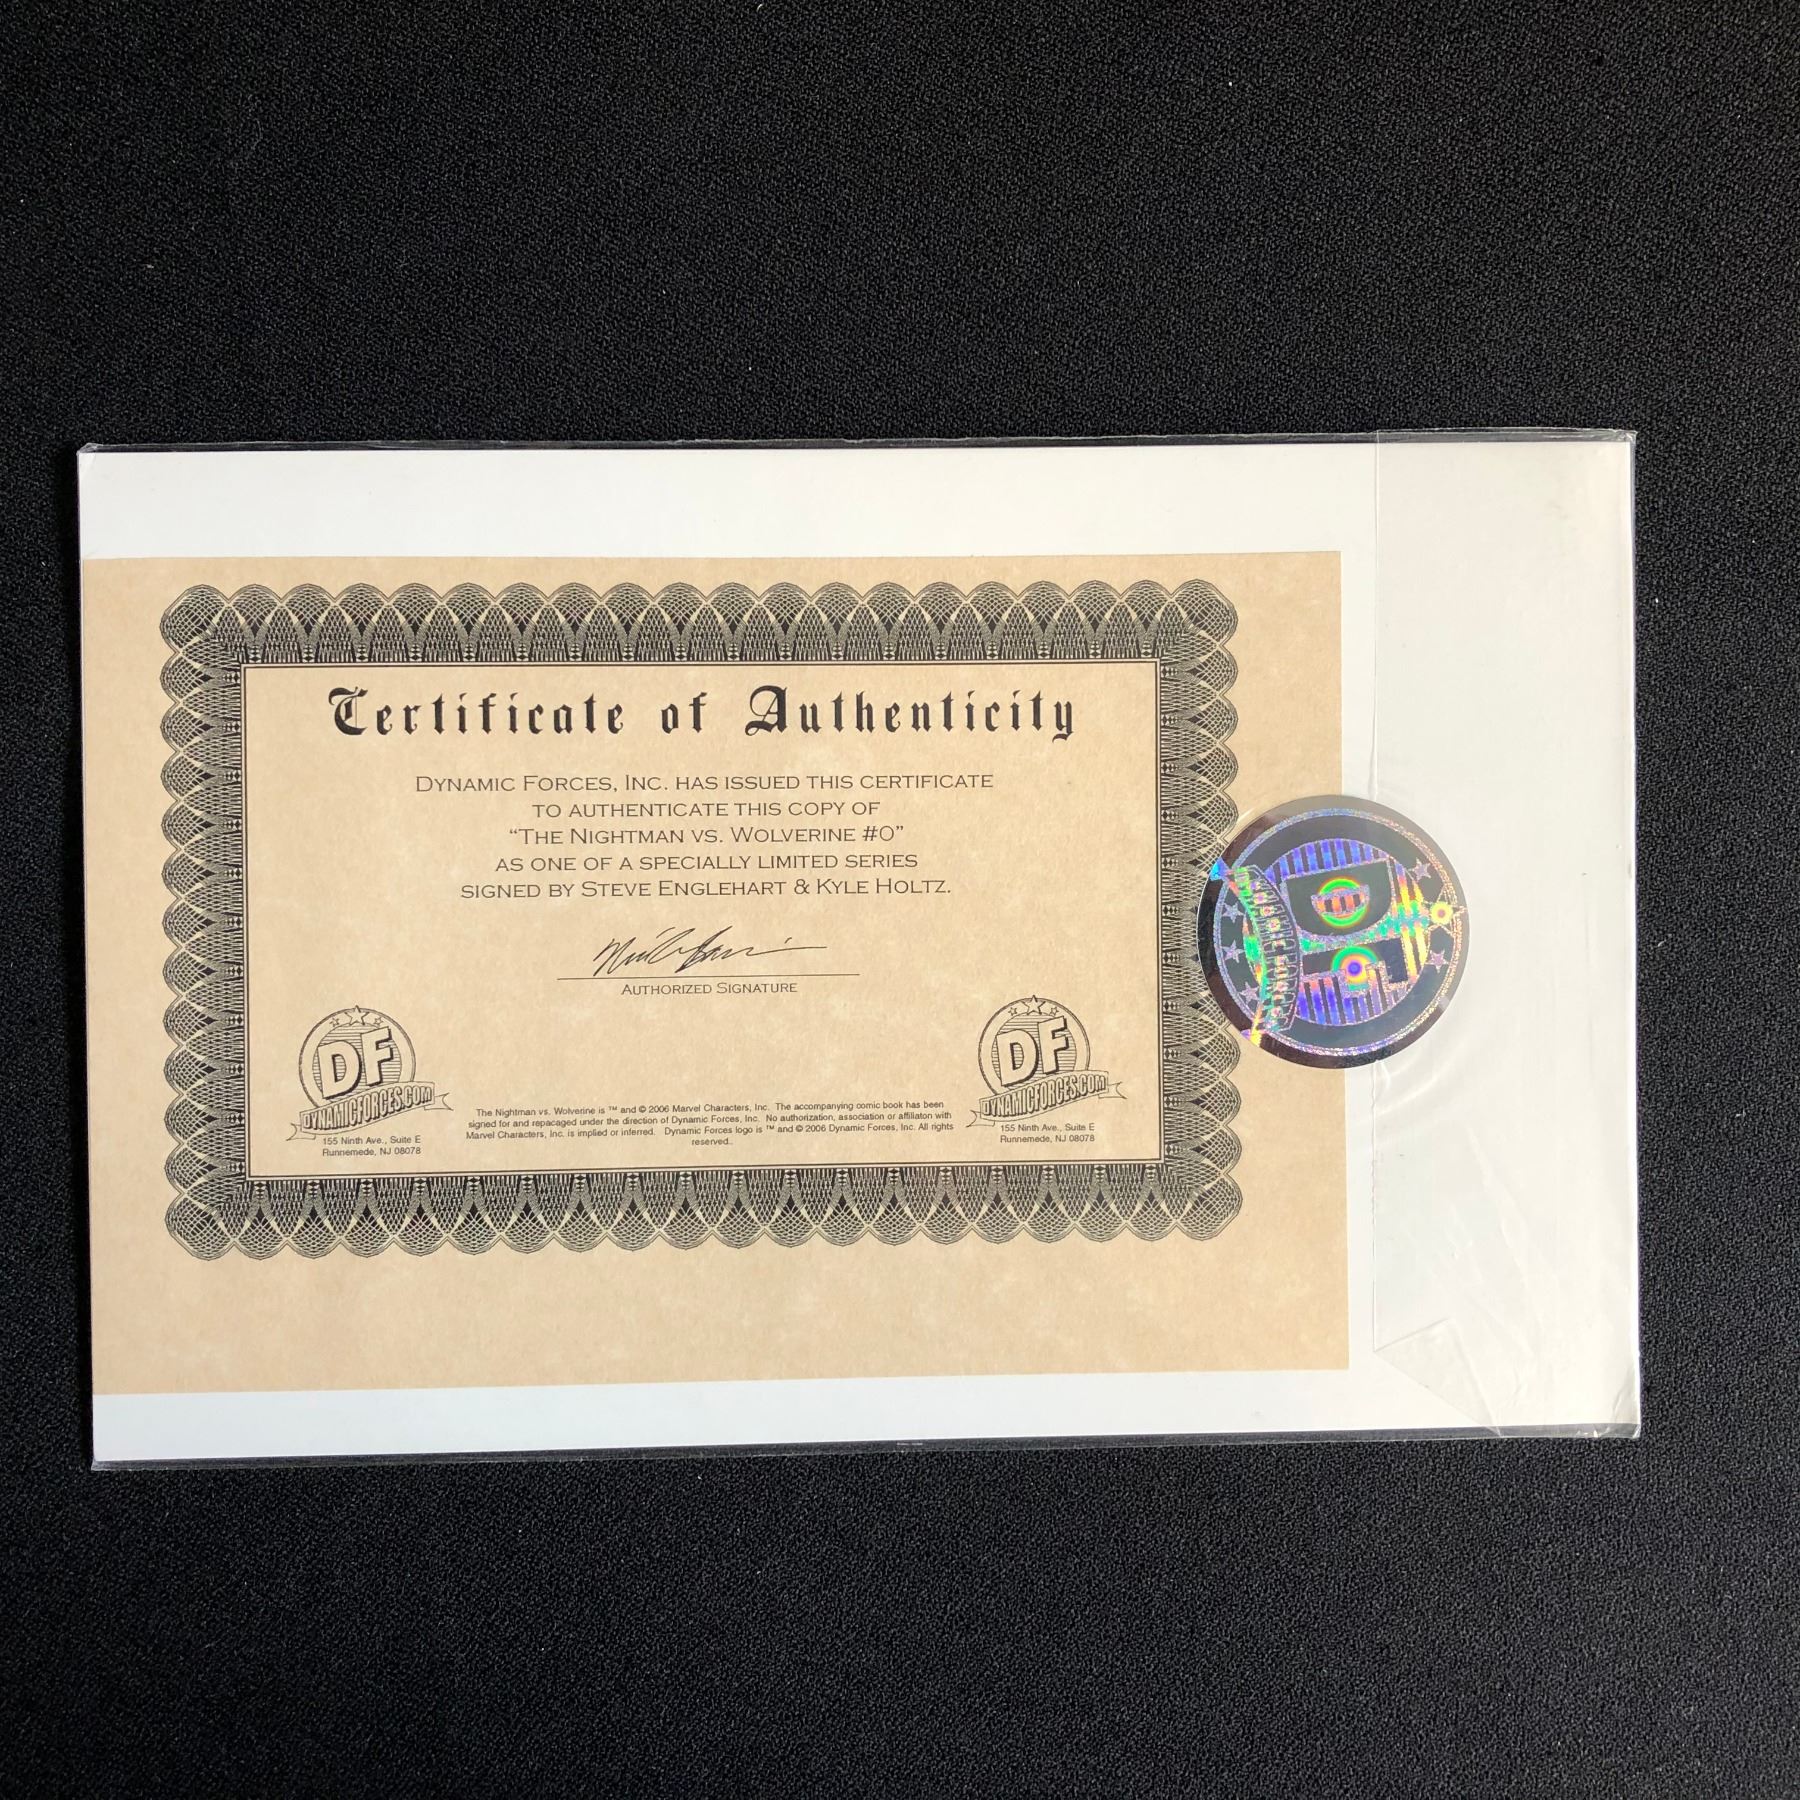 Certificate of Authenticity
DYNAMIC FORCES, INC. HAS ISSUED THIS CERTIFICATE
TO AUTHENTICATE THIS COPY OF
“THE NIGHTMAN VS. WOLVERINE #0”
AS ONE OF A SPECIALLY LIMITED SERIES
SIGNED BY STEVE ENGLEHART & KYLE HOLTZ.
AUTHORIZED SIGNATURE
DF
DYNAMICFORCES.COM
155 Ninth Ave., Suite E
Runnemede, NJ 08078
The Nightman vs. Wolverine is ™ and © 2006 Marvel Characters, Inc. The accompanying comic book has been
signed for and repacaged under the direction of Dynamic Forces, Inc. No authorization, association or affiliaton with
Marvel Characters, Inc. is implied or inferred. Dynamic Forces logo is ™ and © 2006 Dynamic Forces, Inc. All rights
reserved..
DF
DYNAMICFORCES.COM
155 Ninth Ave., Suite E
Runnemede, NJ 08078
DF